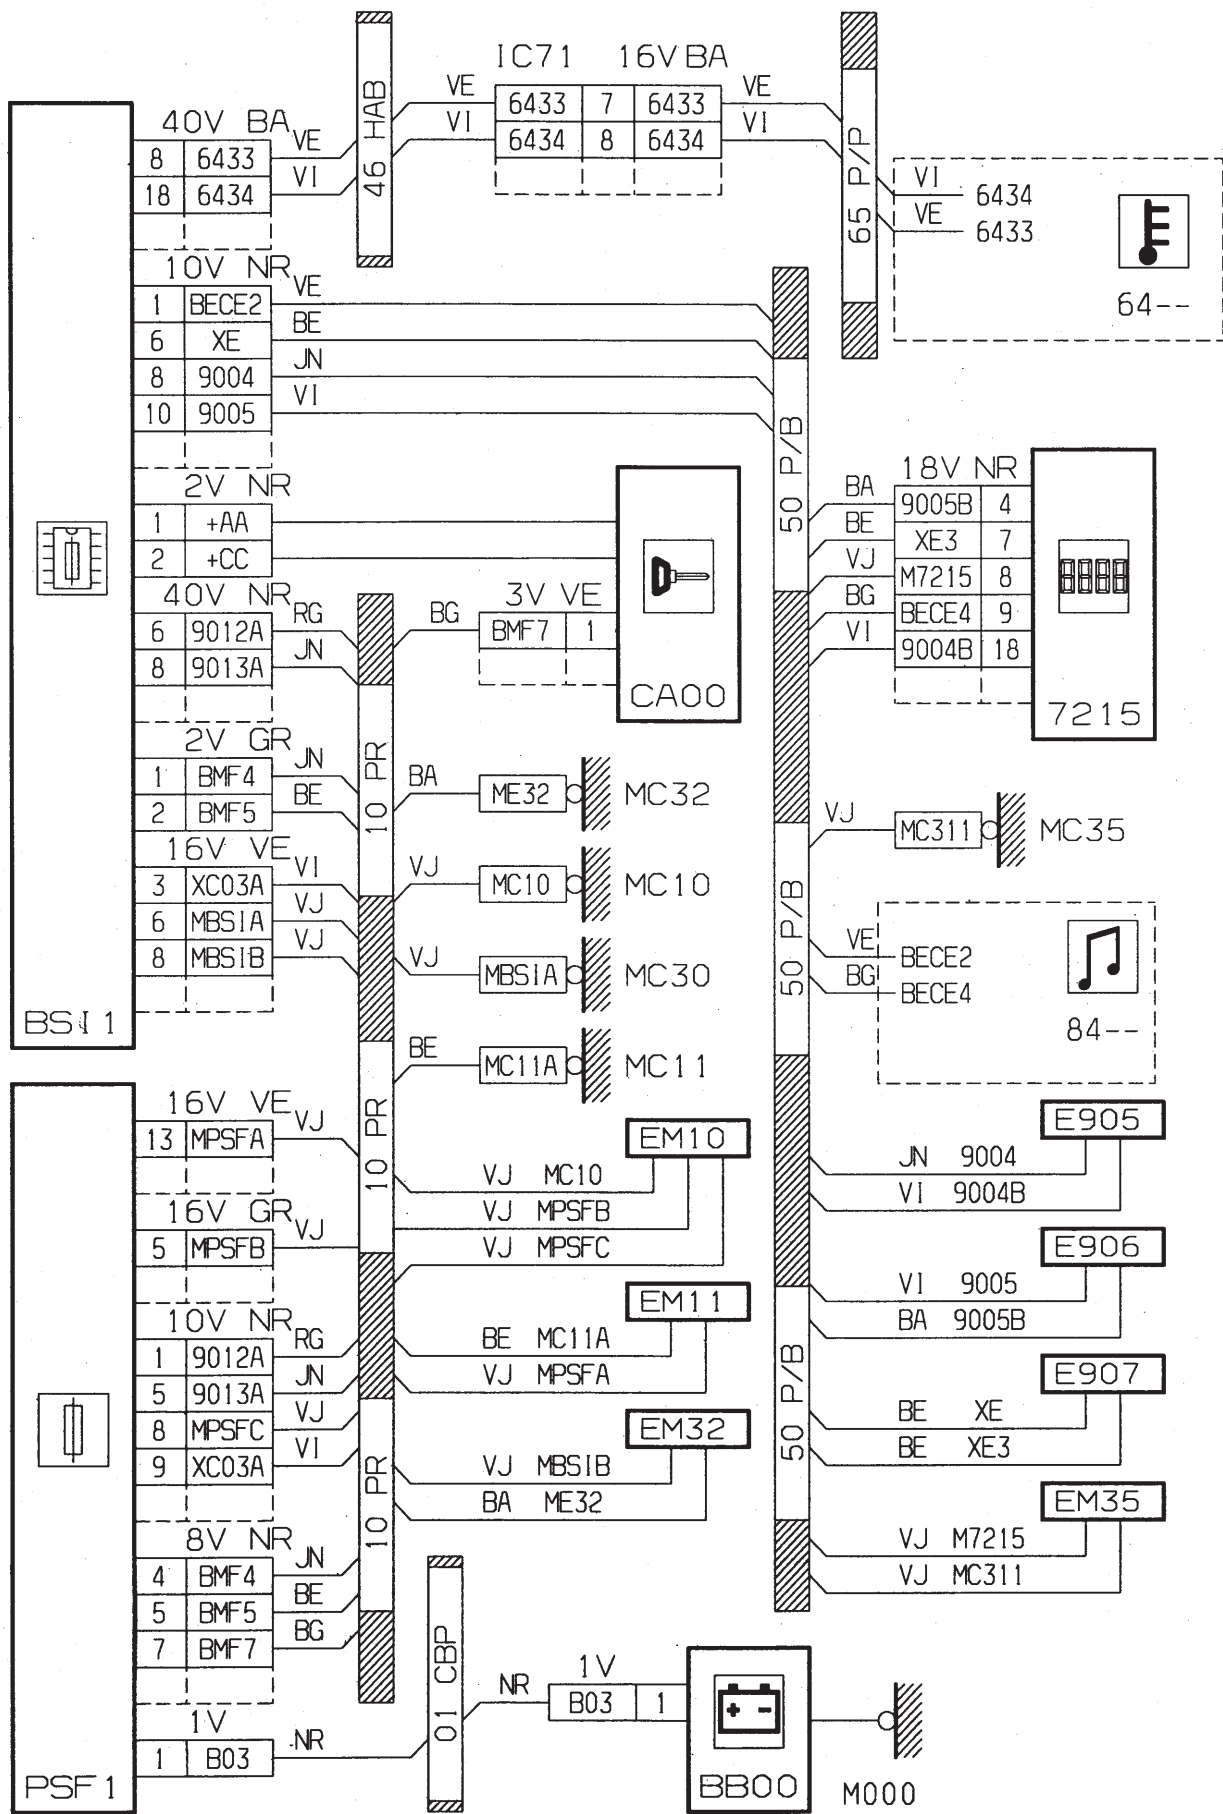 IC71 16V BA
VE 6433 7 6433 VE
VI 6434 8 6434 VI
46 HAB
65 P/P
40V BA
8 6433 VE
18 6434 VI
VI 6434
VE 6433
64--
10V NR
1 BECE2 VE
6 XE BE
8 9004 JN
10 9005 VI
50 P/B
2V NR
1 +AA
2 +CC
40V NR
6 9012A RG
8 9013A JN
BG 3V VE
BMF7 1
CA00
18V NR
BA 9005B 4
BE XE3 7
VJ M7215 8
BG BECE4 9
VI 9004B 18
7215
2V GR
1 BMF4 JN
2 BMF5 BE
10 PR
BA ME32 MC32
16V VE
3 XC03A VI
6 MBSIA VJ
8 MBSIB VJ
BSI1
VJ MC10 MC10
VJ MBSIA MC30
BE MC11A MC11
VJ MC311 MC35
50 P/B
VE BECE2
BG BECE4
84--
16V VE
13 MPSFA VJ
16V GR
5 MPSFB VJ
10 PR
EM10
VJ MC10
VJ MPSFB
VJ MPSFC
E905
JN 9004
VI 9004B
E906
VI 9005
BA 9005B
10V NR
1 9012A RG
5 9013A JN
8 MPSFC VJ
9 XC03A VI
EM11
BE MC11A
VJ MPSFA
50 P/B
E907
BE XE
BE XE3
10 PR
EM32
VJ MBSIB
BA ME32
EM35
VJ M7215
VJ MC311
8V NR
4 BMF4 JN
5 BMF5 BE
7 BMF7 BG
1V
1 B03 NR
PSF1
01 CBP
NR 1V
B03 1
+ -
BB00
M000